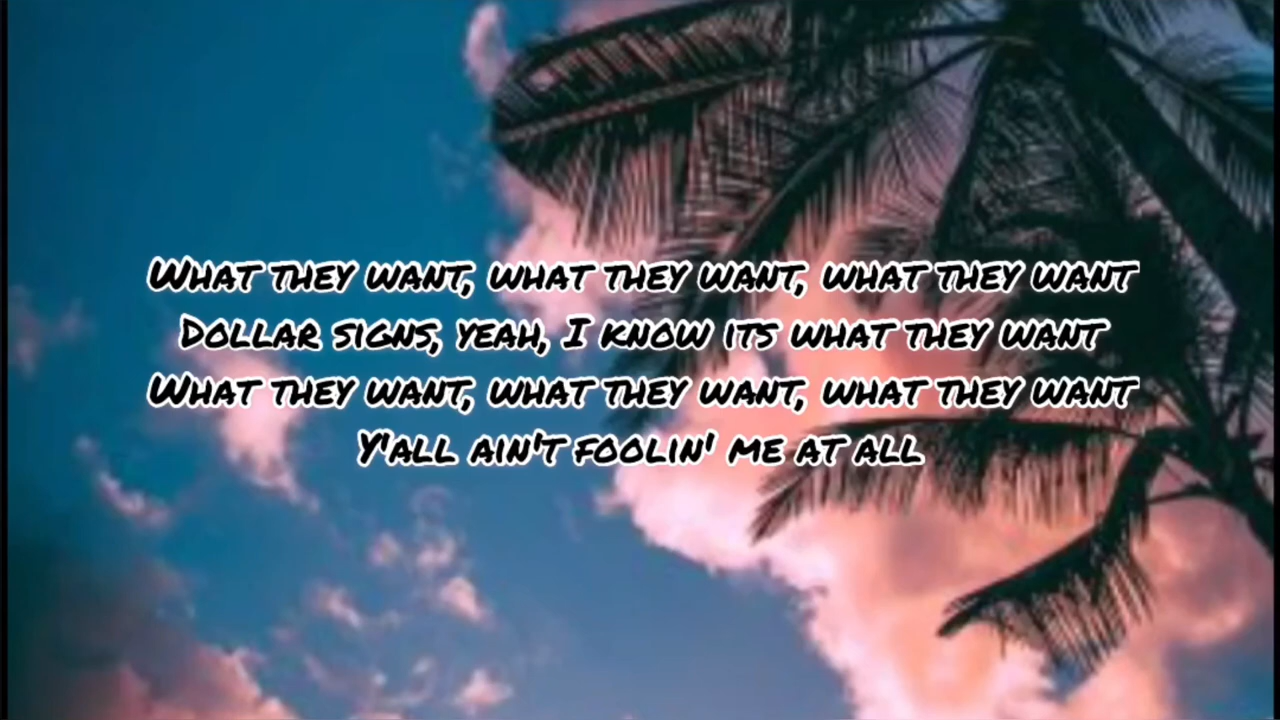 What they want, what they want, what they want
Dollar signs, yeah, I know its what they want
What they want, what they want, what they want
Y'all ain't foolin' me at all